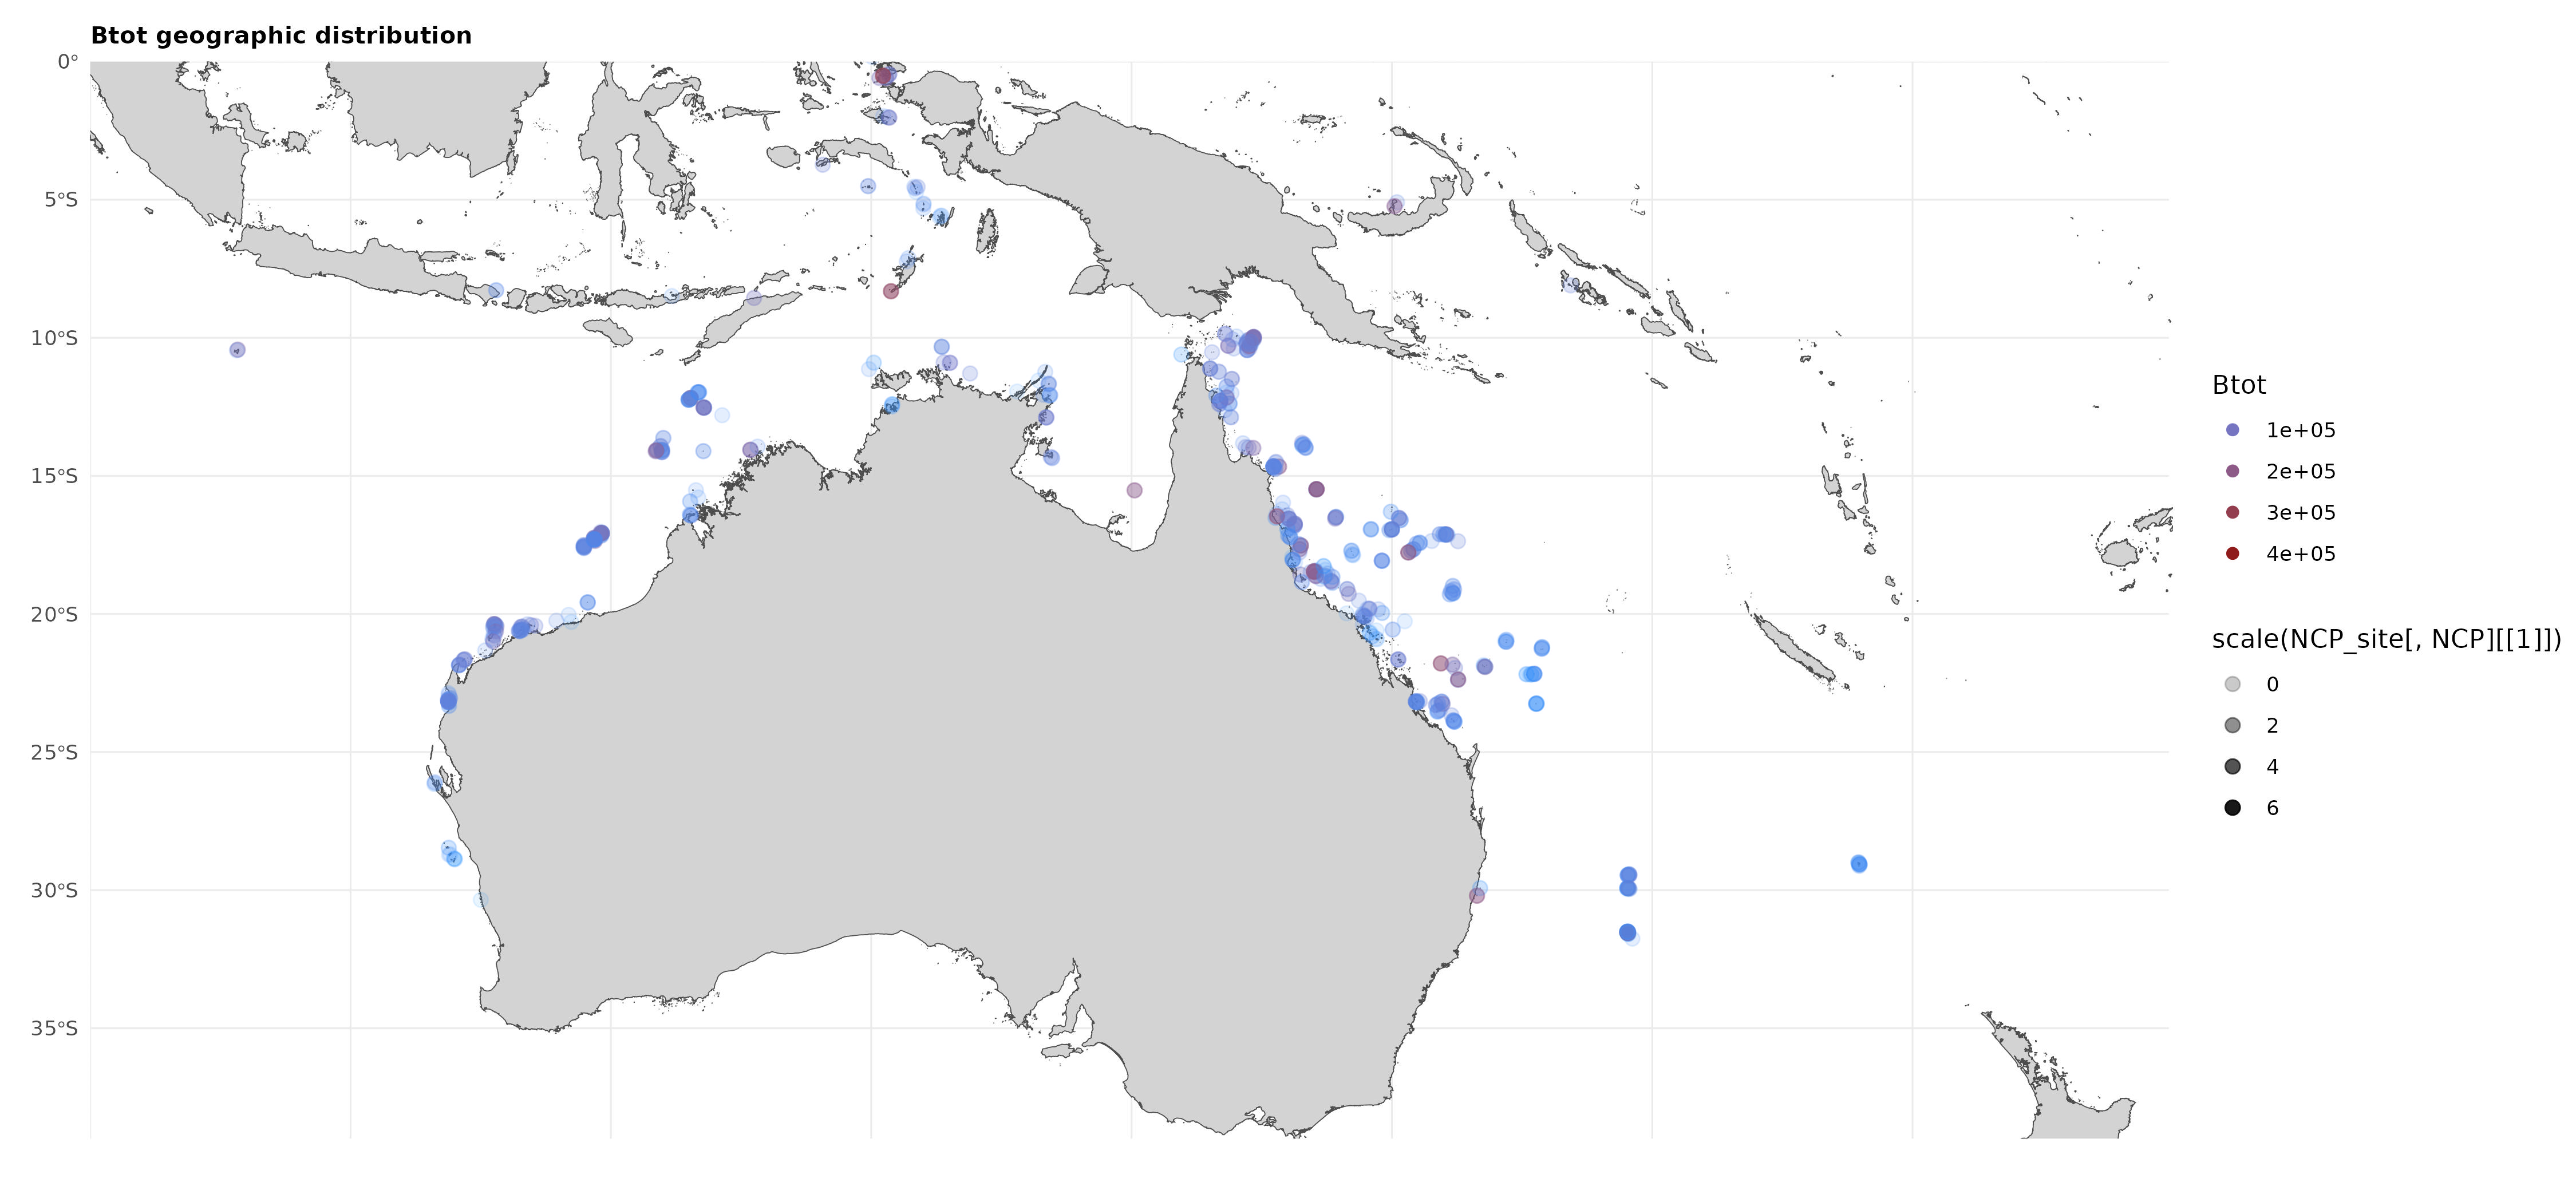 Btot geographic distribution
0°
5°S
10°S
15°S
20°S
25°S
30°S
35°S
Btot
1e+05
2e+05
3e+05
4e+05
scale(NCP_site[, NCP][[1]])
0
2
4
6